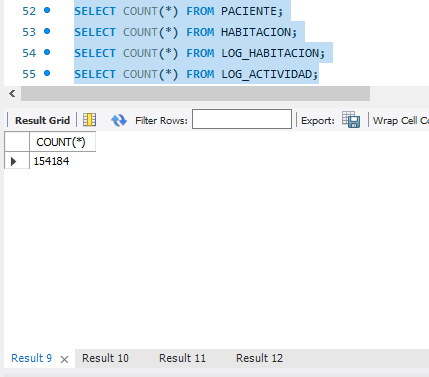 52 SELECT COUNT(*) FROM PACIENTE;
53 SELECT COUNT(*) FROM HABITACION;
54 SELECT COUNT(*) FROM LOG_HABITACION;
55 SELECT COUNT(*) FROM LOG_ACTIVIDAD;
Result Grid Filter Rows: Export: Wrap Cell Co
COUNT(*)
154184
Result 9 × Result 10 Result 11 Result 12